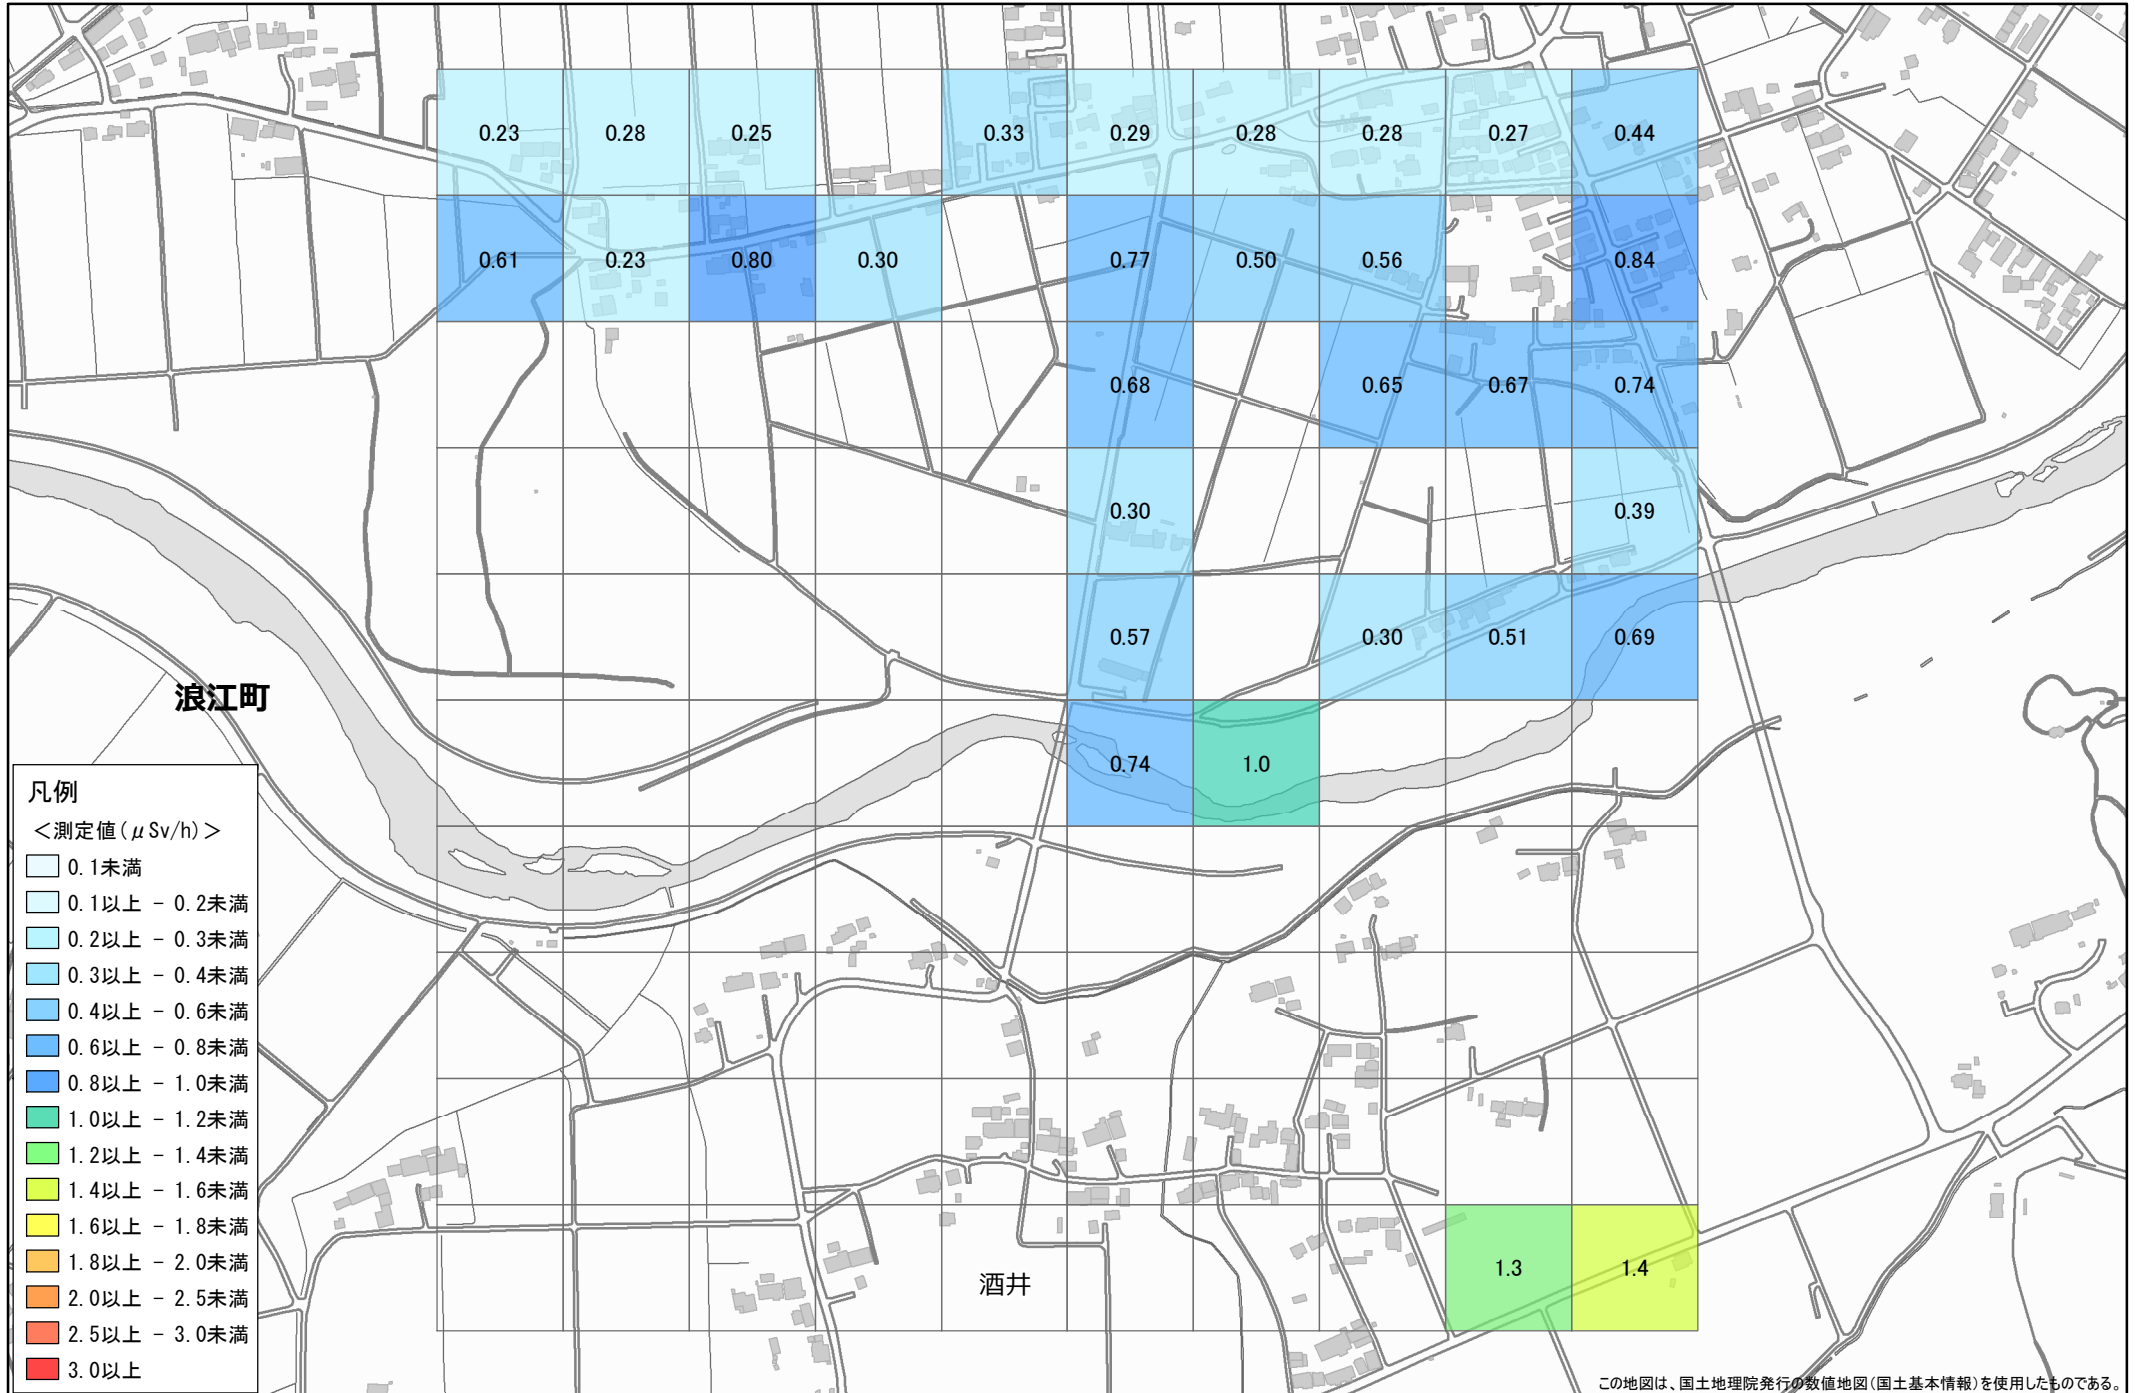 0.23 0.28 0.25 0.33 0.29 0.28 0.28 0.27 0.44
0.61 0.23 0.80 0.30 0.77 0.50 0.56 0.84
0.68 0.65 0.67 0.74
0.30 0.39
0.57 0.30 0.51 0.69
浪江町
0.74 1.0
凡例
＜測定値(μSv/h)＞
0.1未満
0.1以上 － 0.2未満
0.2以上 － 0.3未満
0.3以上 － 0.4未満
0.4以上 － 0.6未満
0.6以上 － 0.8未満
0.8以上 － 1.0未満
1.0以上 － 1.2未満
1.2以上 － 1.4未満
1.4以上 － 1.6未満
1.6以上 － 1.8未満
1.8以上 － 2.0未満
2.0以上 － 2.5未満
2.5以上 － 3.0未満
3.0以上
1.3 1.4
酒井
この地図は、国土地理院発行の数値地図(国土基本情報)を使用したものである。